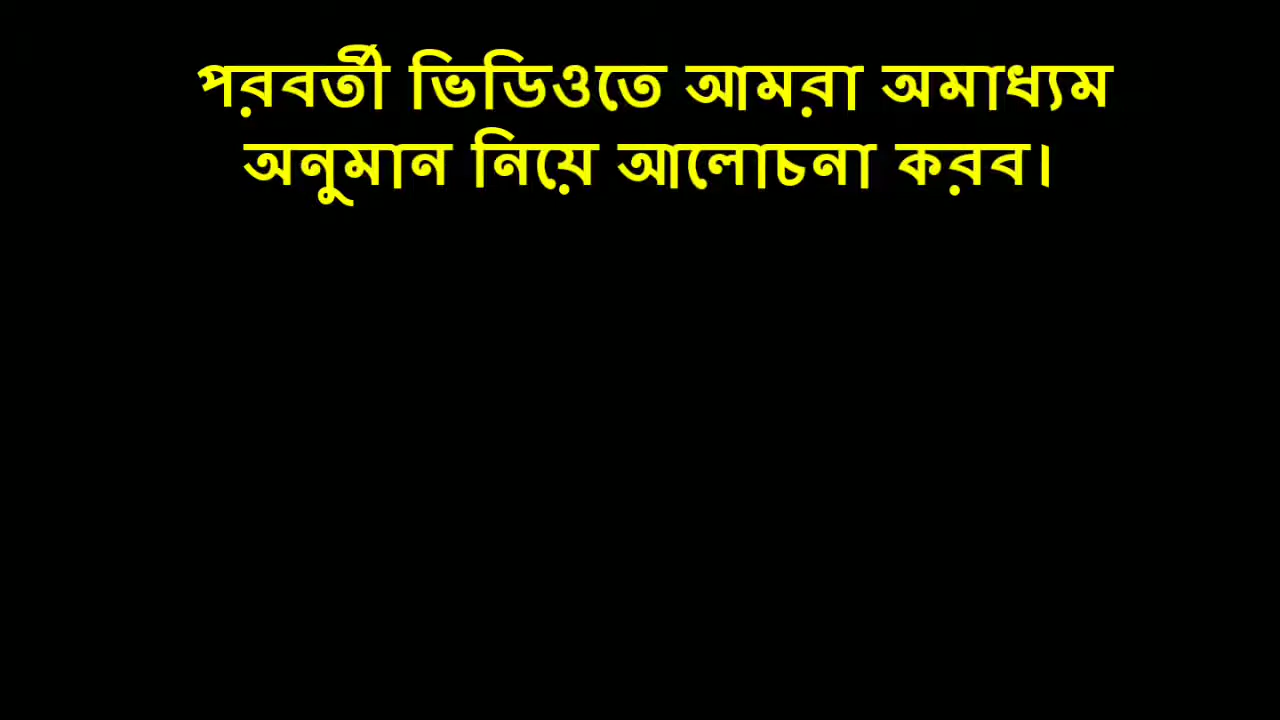 পরবর্তী ভিডিওতে আমরা অমাধ্যম
অনুমান নিয়ে আলোচনা করব।